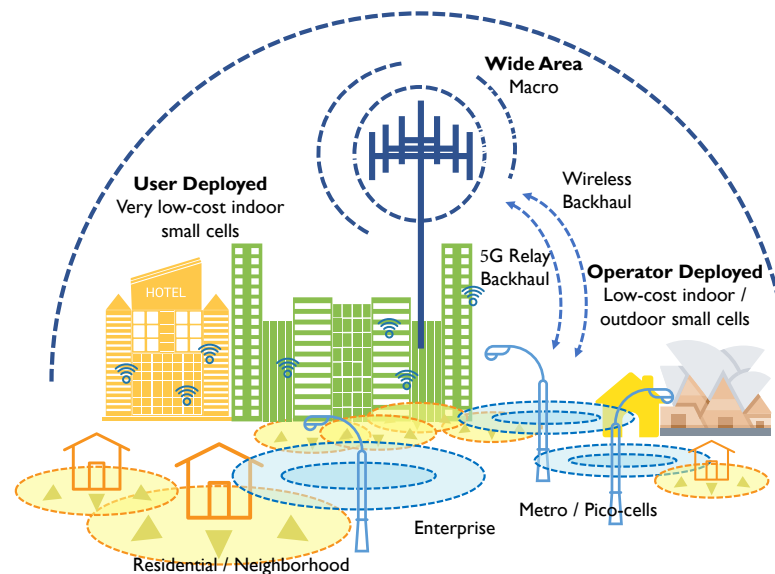 Wide Area
Macro
User Deployed
Very low-cost indoor
small cells
Wireless
Backhaul
5G Relay
Backhaul
Operator Deployed
Low-cost indoor /
outdoor small cells
HOTEL
Metro / Pico-cells
Enterprise
Residential / Neighborhood